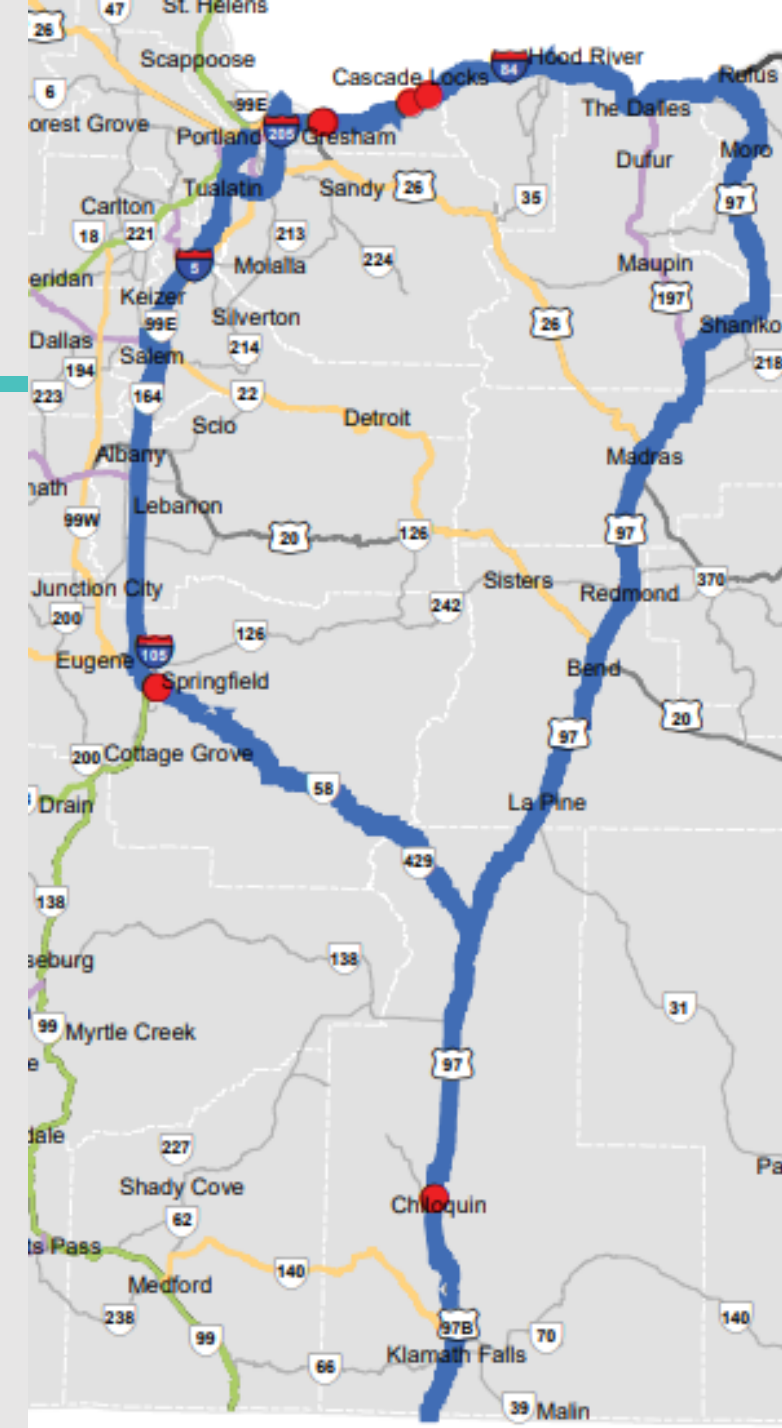 47
St. Helens
26
Scappoose
Hood River
84
Rufus
6
Cascade Locks
99E
The Dalles
orest Grove
Portland
205
Gresham
Moro
Dufur
Tualatin
Sandy
26
35
97
Carlton
18
221
213
224
Molalla
5
Maupin
eridan
Keizer
197
99E
Silverton
26
Shaniko
Dallas
Salem
214
218
194
223
164
22
Scio
Detroit
Albany
Madras
nath
Lebanon
99W
20
126
97
Junction City
Sisters
Redmond
370
200
126
242
Eugene
105
Springfield
Bend
20
97
200
Cottage Grove
58
La Pine
Drain
429
138
seburg
138
31
99
Myrtle Creek
e
97
dale
227
Pa
Shady Cove
Chiloquin
62
ts Pass
140
Medford
238
99
97B
70
140
Klamath Falls
66
39
Malin